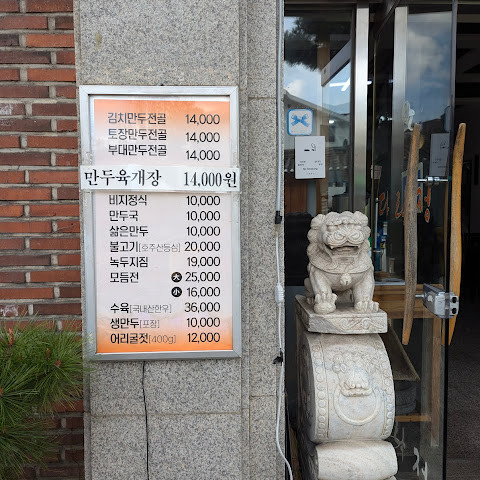 김치만두전골 14,000
토장만두전골 14,000
부대만두전골 14,000
만두육개장 14,000원
비지정식 10,000
만두국 10,000
삶은만두 10,000
불고기[호주산등심] 20,000
녹두지짐 19,000
모듬전 大 25,000
小 16,000
수육[국내산한우] 36,000
생만두[포장] 10,000
어리굴젓[400g] 12,000